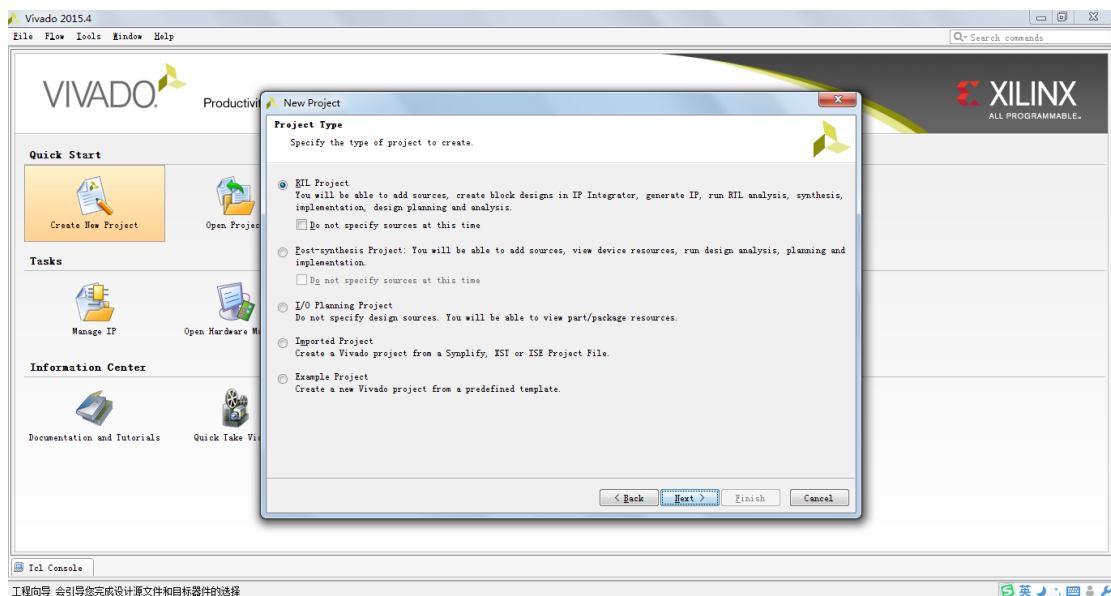 Vivado 2015.4
File Flow Tools Window Help
Search commands
VIVADO.
Productivit
XILINX
ALL PROGRAMMABLE.
Quick Start
Create New Project
Open Projec
Tasks
Manage IP
Open Hardware M
Information Center
Documentation and Tutorials
Quick Take Vi
New Project
Project Type
Specify the type of project to create.
RTL Project
You will be able to add sources, create block designs in IP Integrator, generate IP, run RTL analysis, synthesis,
implementation, design planning and analysis.
Do not specify sources at this time
Post-synthesis Project: You will be able to add sources, view device resources, run design analysis, planning and
implementation.
Do not specify sources at this time
I/O Planning Project
Do not specify design sources. You will be able to view part/package resources.
Imported Project
Create a Vivado project from a Synplify, XST or ISE Project File.
Example Project
Create a new Vivado project from a predefined template.
< Back Next > Finish Cancel
Tcl Console
工程向导 会引导您完成设计源文件和目标器件的选择
英